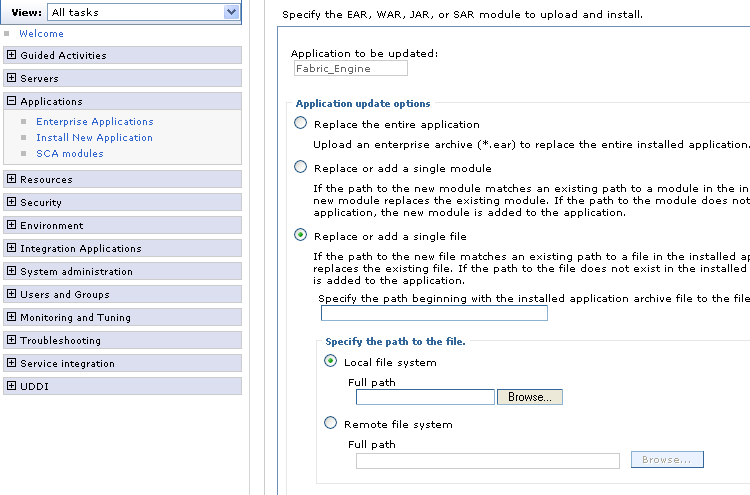 View: All tasks
Welcome
Guided Activities
Servers
Applications
Enterprise Applications
Install New Application
SCA modules
Resources
Security
Environment
Integration Applications
System administration
Users and Groups
Monitoring and Tuning
Troubleshooting
Service integration
UDDI
Specify the EAR, WAR, JAR, or SAR module to upload and install.
Application to be updated:
Fabric_Engine
Application update options
Replace the entire application
Upload an enterprise archive (*.ear) to replace the entire installed application.
Replace or add a single module
If the path to the new module matches an existing path to a module in the in
new module replaces the existing module. If the path to the module does not
application, the new module is added to the application.
Replace or add a single file
If the path to the new file matches an existing path to a file in the installed ap
replaces the existing file. If the path to the file does not exist in the installed
is added to the application.
Specify the path beginning with the installed application archive file to the file
Specify the path to the file.
Local file system
Full path
Browse...
Remote file system
Full path
Browse...